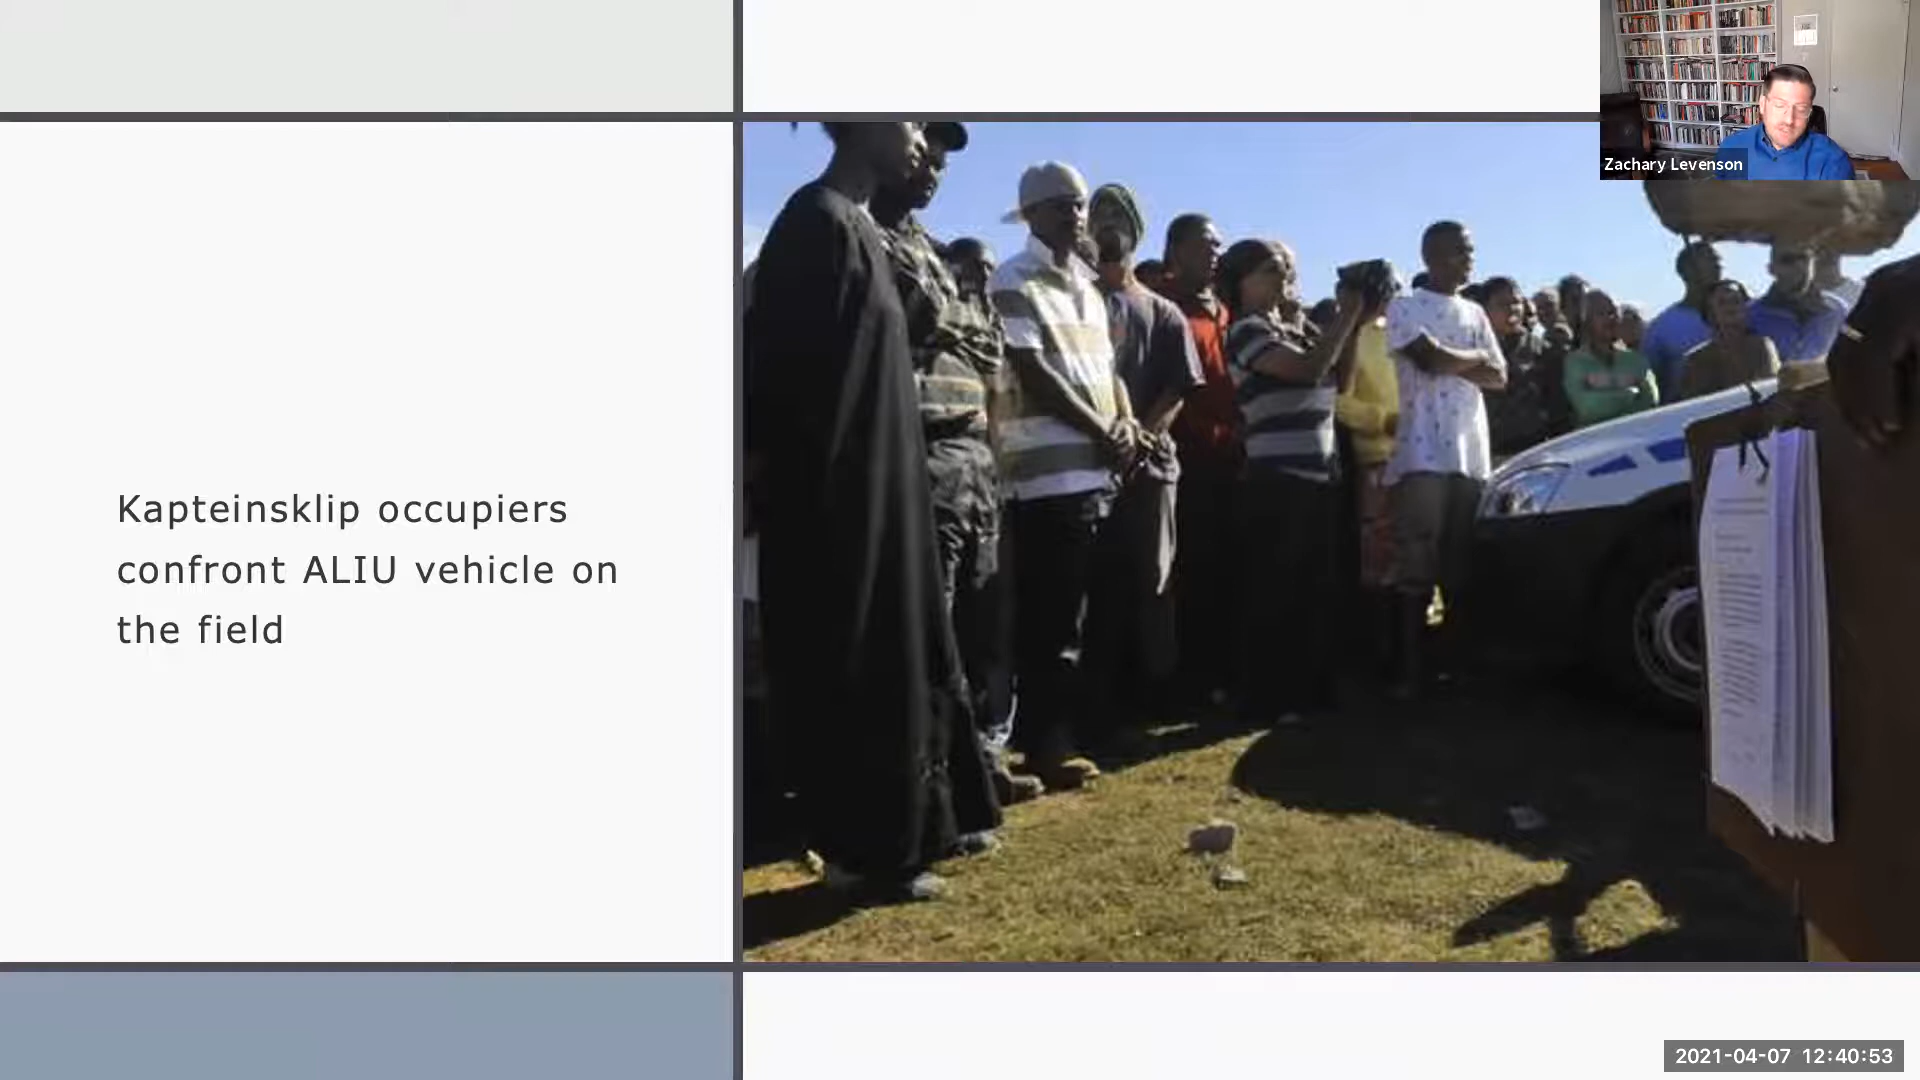 Zachary Levenson
Kapteinsklip occupiers
confront ALIU vehicle on
the field
2021-04-07 12:40:53